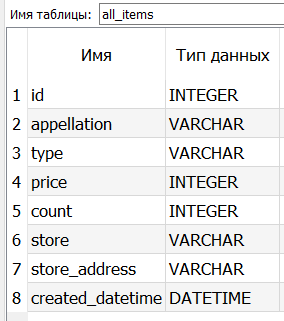 Имя таблицы: all_items
Имя Тип данных
1 id INTEGER
2 appellation VARCHAR
3 type VARCHAR
4 price INTEGER
5 count INTEGER
6 store VARCHAR
7 store_address VARCHAR
8 created_datetime DATETIME